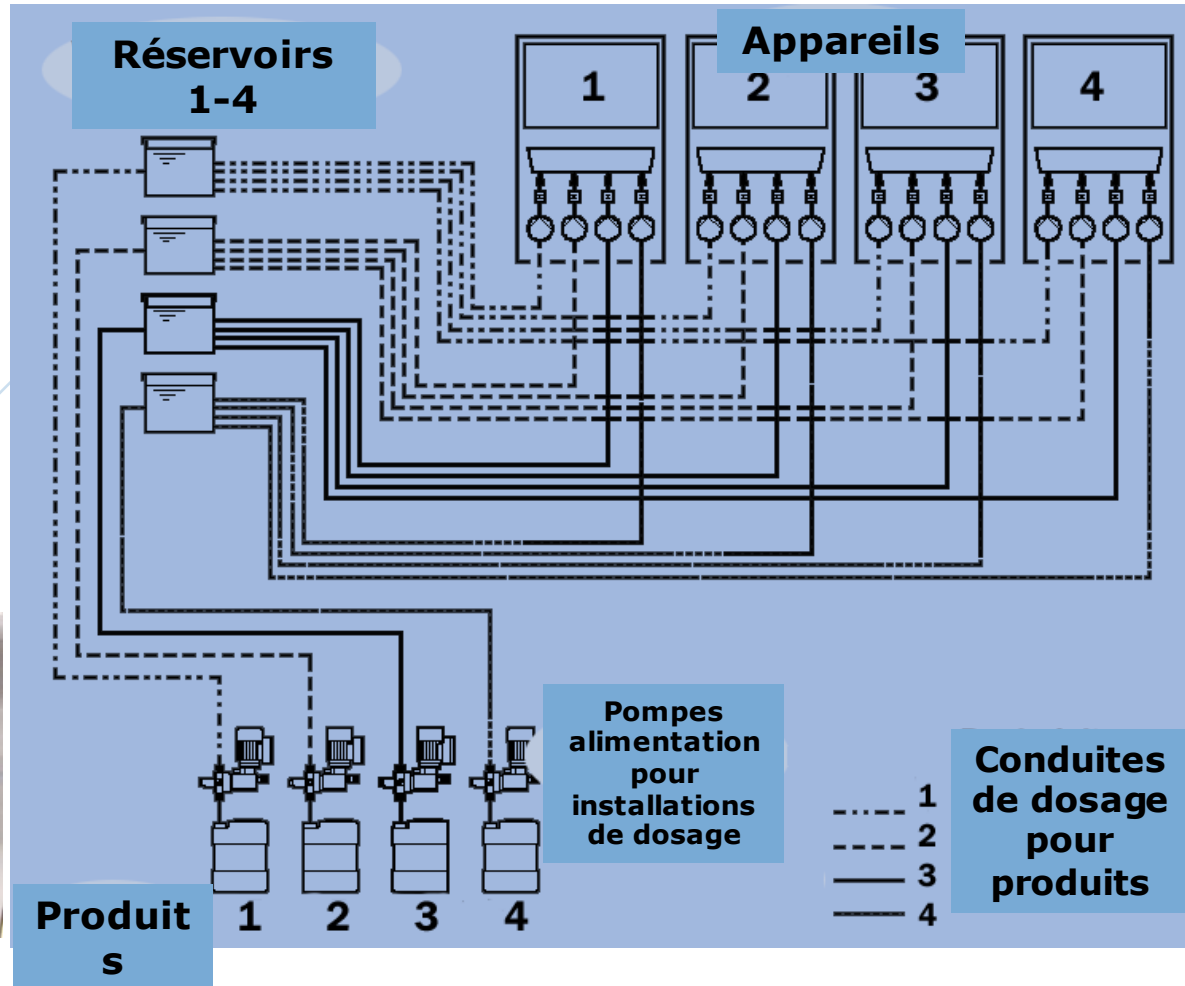 Réservoirs
1-4
Appareils
1
2
3
4
Pompes
alimentation
pour
installations
de dosage
1
2
3
4
Conduites
de dosage
pour
produits
Produit
s
1
2
3
4